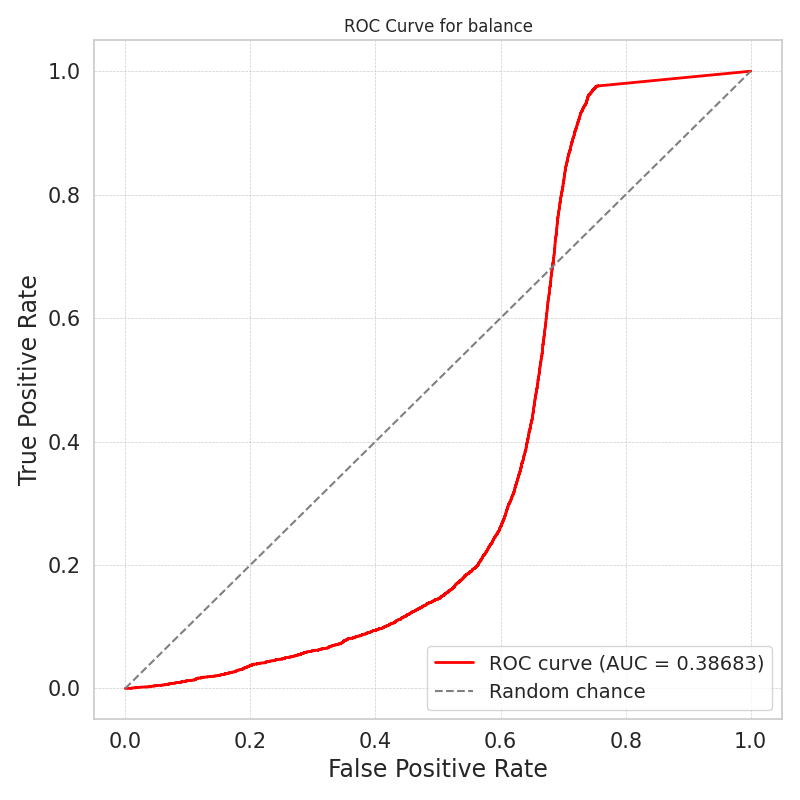 ROC Curve for balance
1.0
0.8
0.6
0.4
0.2
0.0
True Positive Rate
ROC curve (AUC = 0.38683)
Random chance
0.0 0.2 0.4 0.6 0.8 1.0
False Positive Rate